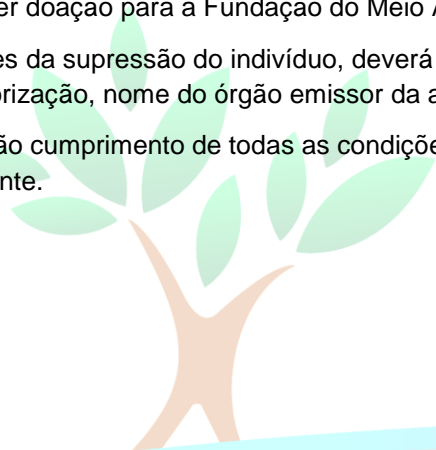 er doação para a Fundação do Meio A
es da supressão do indivíduo, deverá
orização, nome do órgão emissor da a
ão cumprimento de todas as condiçõe
nte.